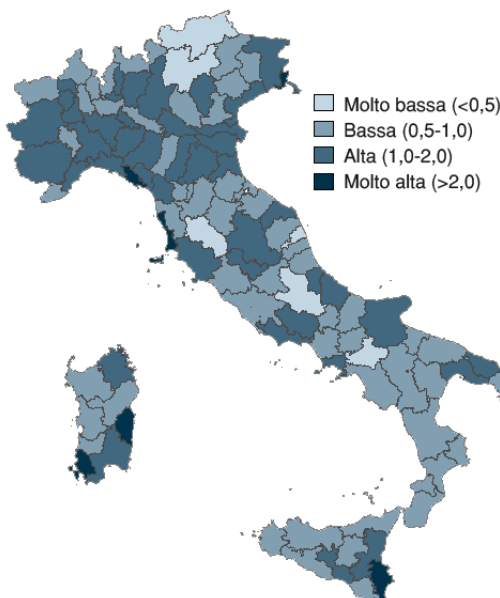 Molto bassa (<0,5)
Bassa (0,5-1,0)
Alta (1,0-2,0)
Molto alta (>2,0)